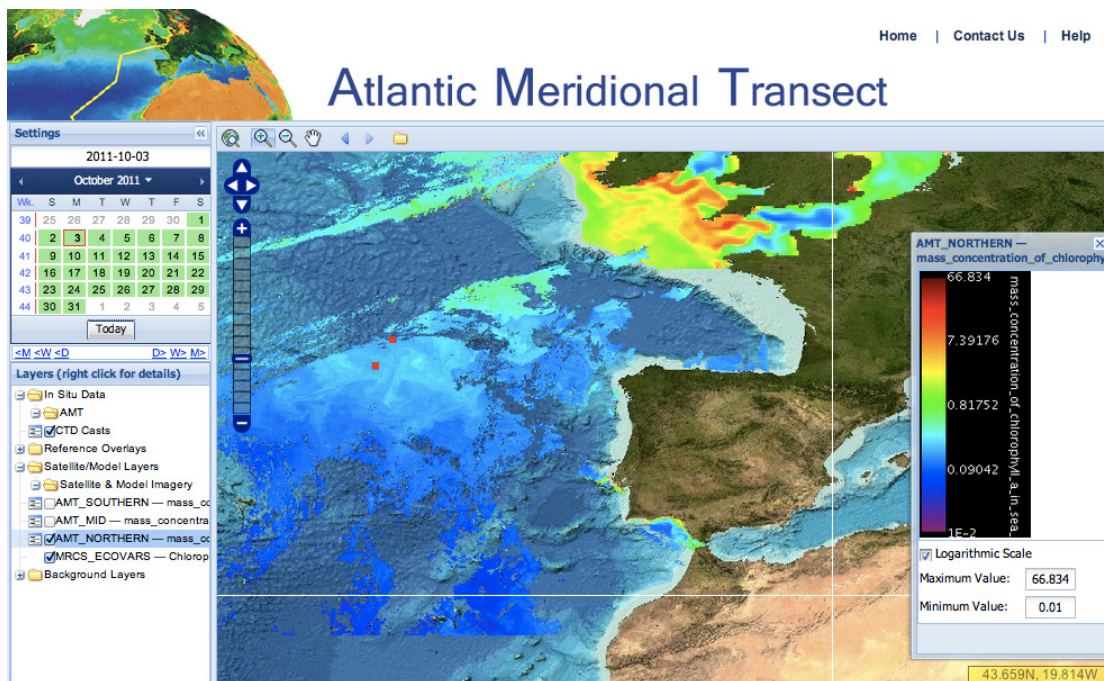 Home | Contact Us | Help
Atlantic Meridional Transect
Settings «
2011-10-03
October 2011
Wk. S M T W T F S
39 25 26 27 28 29 30 1
40 2 3 4 5 6 7 8
41 9 10 11 12 13 14 15
42 16 17 18 19 20 21 22
43 23 24 25 26 27 28 29
44 30 31 1 2 3 4 5
Today
<M <W <D D> W> M>
Layers (right click for details)
In Situ Data
AMT
CTD Casts
Reference Overlays
Satellite/Model Layers
Satellite & Model Imagery
AMT_SOUTHERN — mass_cc
AMT_MID — mass_concentra
AMT_NORTHERN — mass_cc
MRCS_ECOVARS — Chlorop
Background Layers
AMT_NORTHERN —
mass_concentration_of_chlorophy
66.834
7.39176
0.81752
0.09042
1E-2
mass_concentration_of_chlorophyll_a_in_sea_
Logarithmic Scale
Maximum Value: 66.834
Minimum Value: 0.01
43.659N, 19.814W